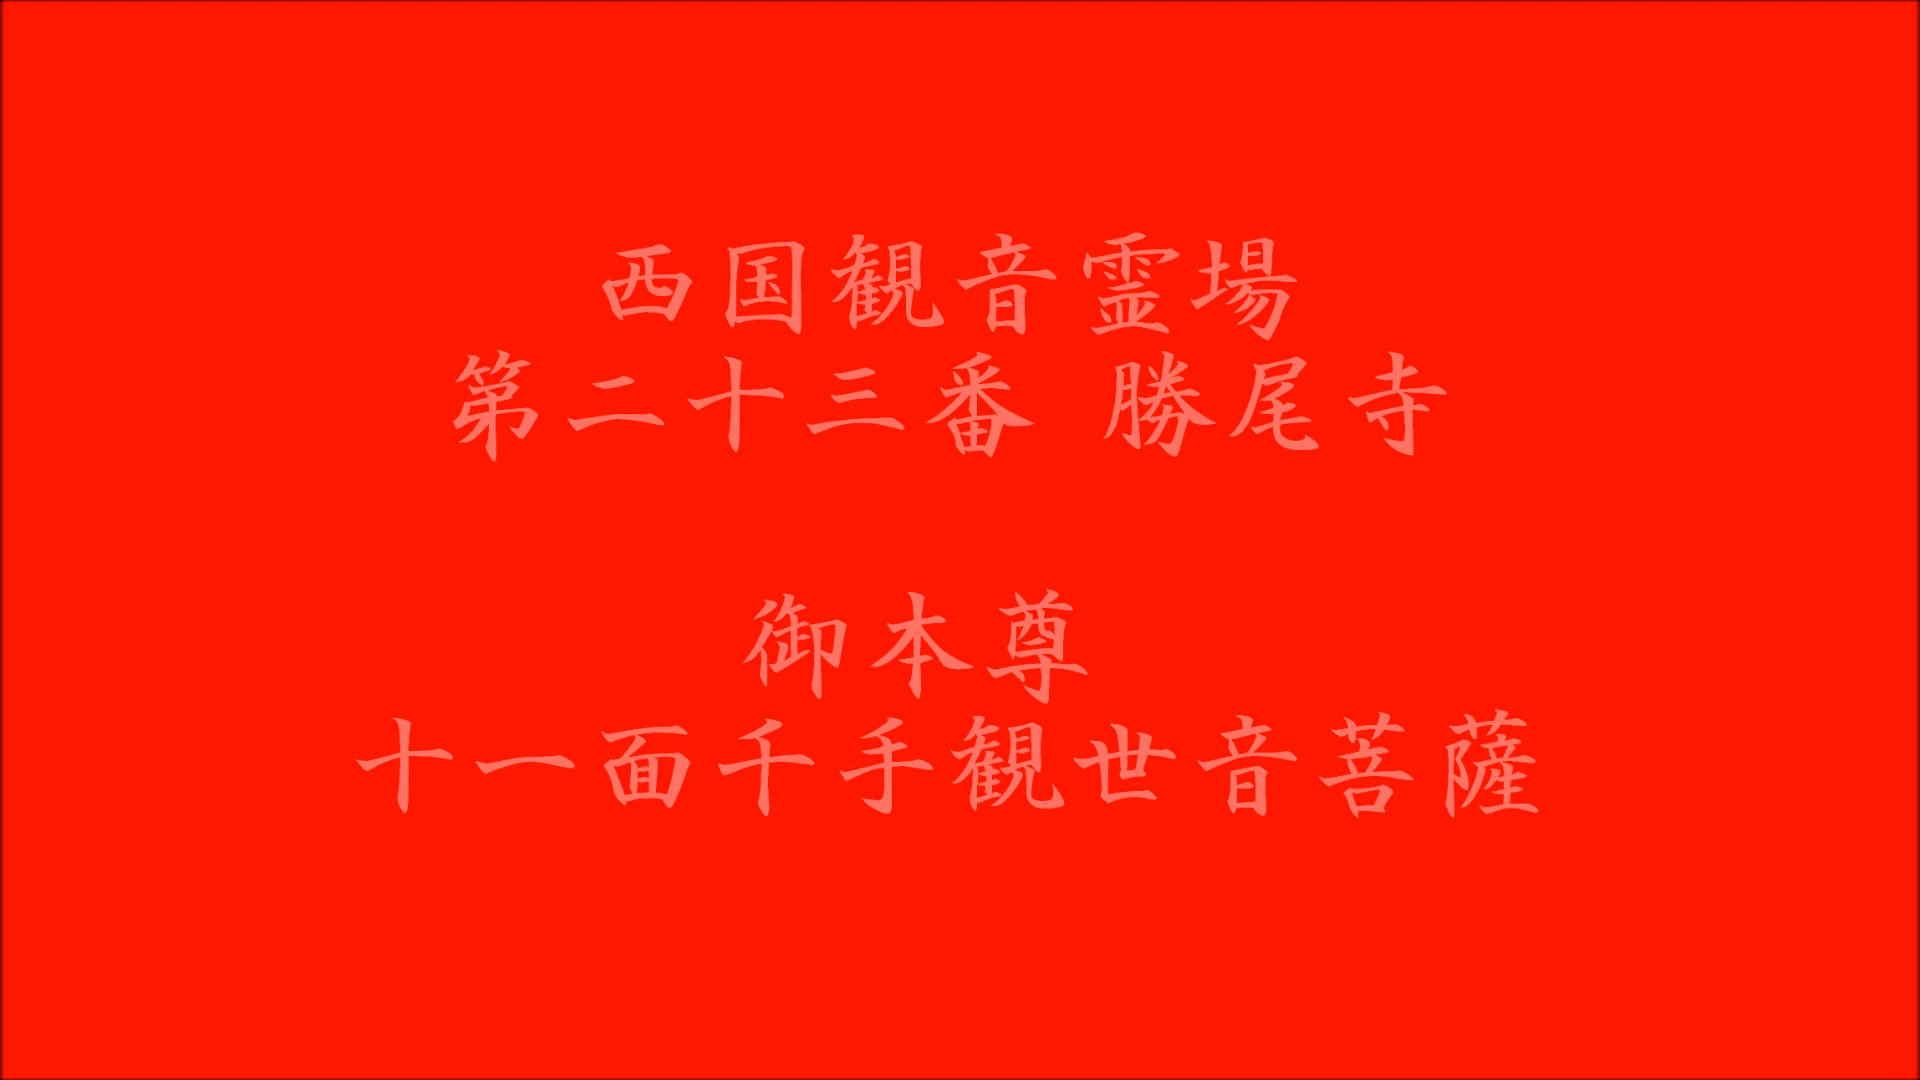 西国観音霊場
第二十三番 勝尾寺
御本尊
十一面千手観世音菩薩